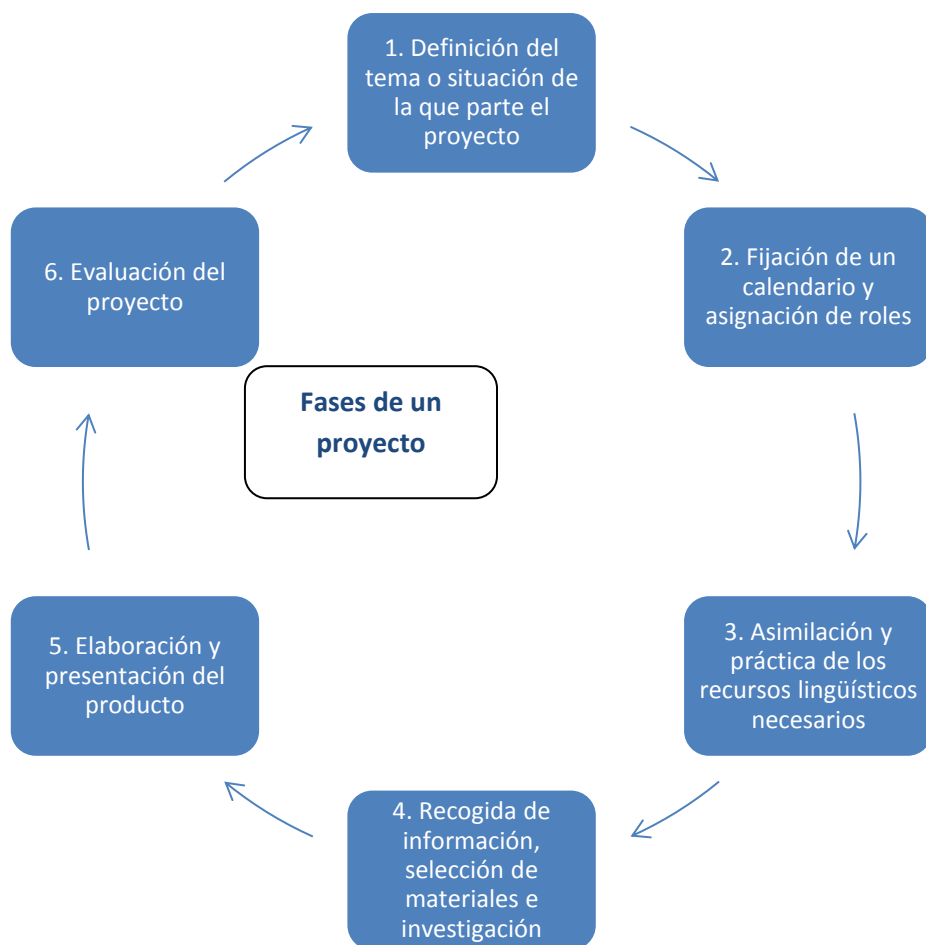 1. Definición del
tema o situación de
la que parte el
proyecto
2. Fijación de un
calendario y
asignación de roles
3. Asimilación y
práctica de los
recursos lingüísticos
necesarios
4. Recogida de
información,
selección de
materiales e
investigación
5. Elaboración y
presentación del
producto
6. Evaluación del
proyecto
Fases de un
proyecto